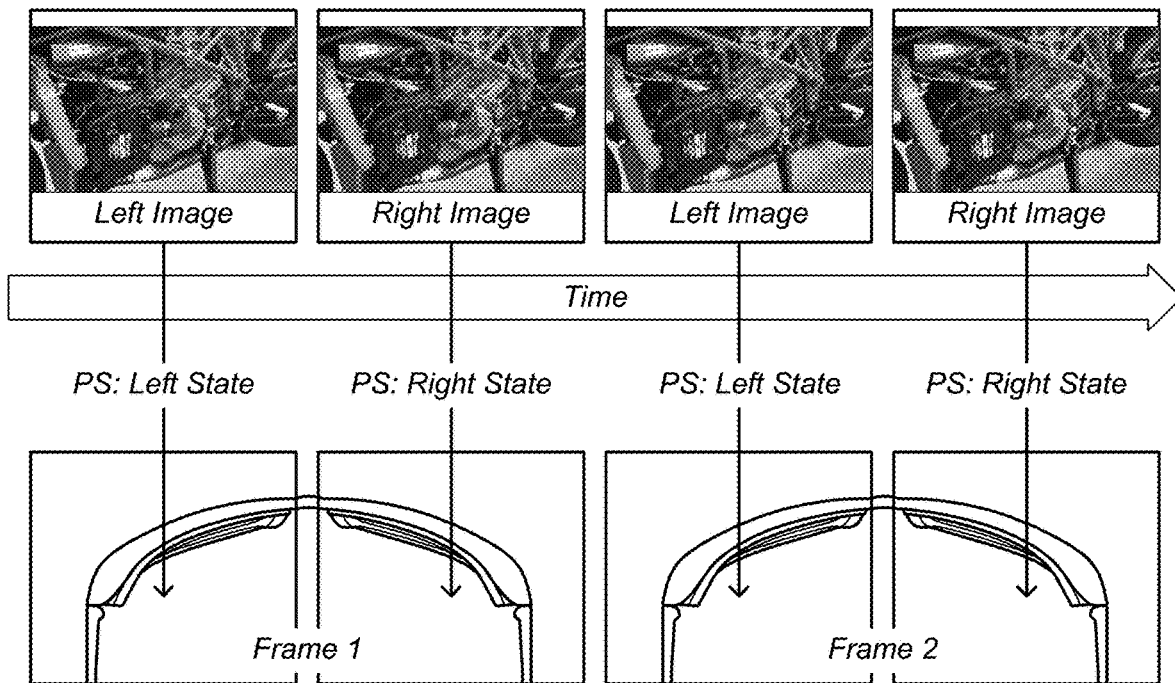 Left Image
Right Image
Left Image
Right Image
Time
PS: Left State
PS: Right State
PS: Left State
PS: Right State
Frame 1
Frame 2